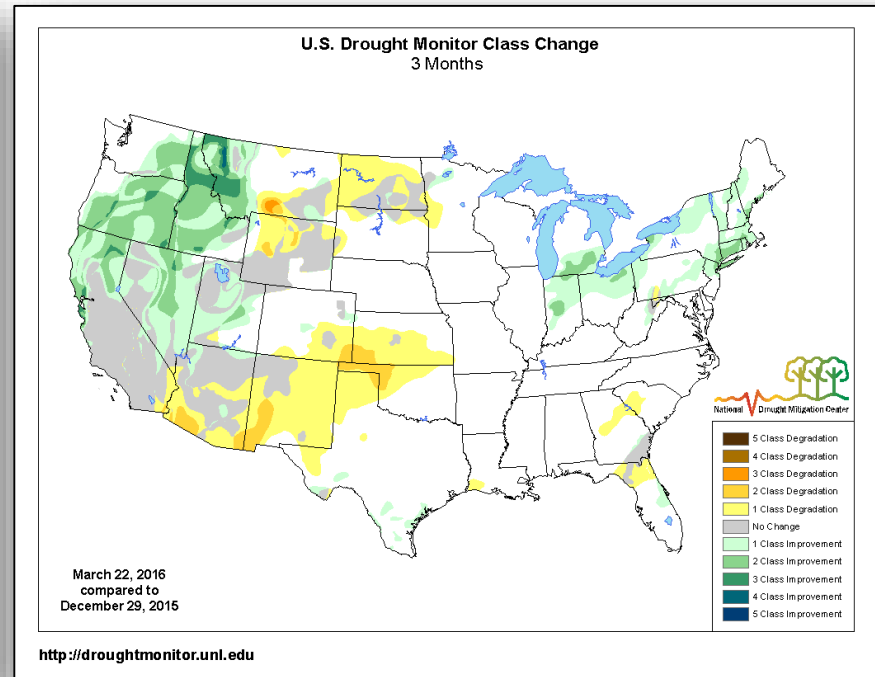 U.S. Drought Monitor Class Change
3 Months
National Drought Mitigation Center
5 Class Degradation
4 Class Degradation
3 Class Degradation
2 Class Degradation
1 Class Degradation
No Change
1 Class Improvement
2 Class Improvement
3 Class Improvement
4 Class Improvement
5 Class Improvement
March 22, 2016
compared to
December 29, 2015
http://droughtmonitor.unl.edu